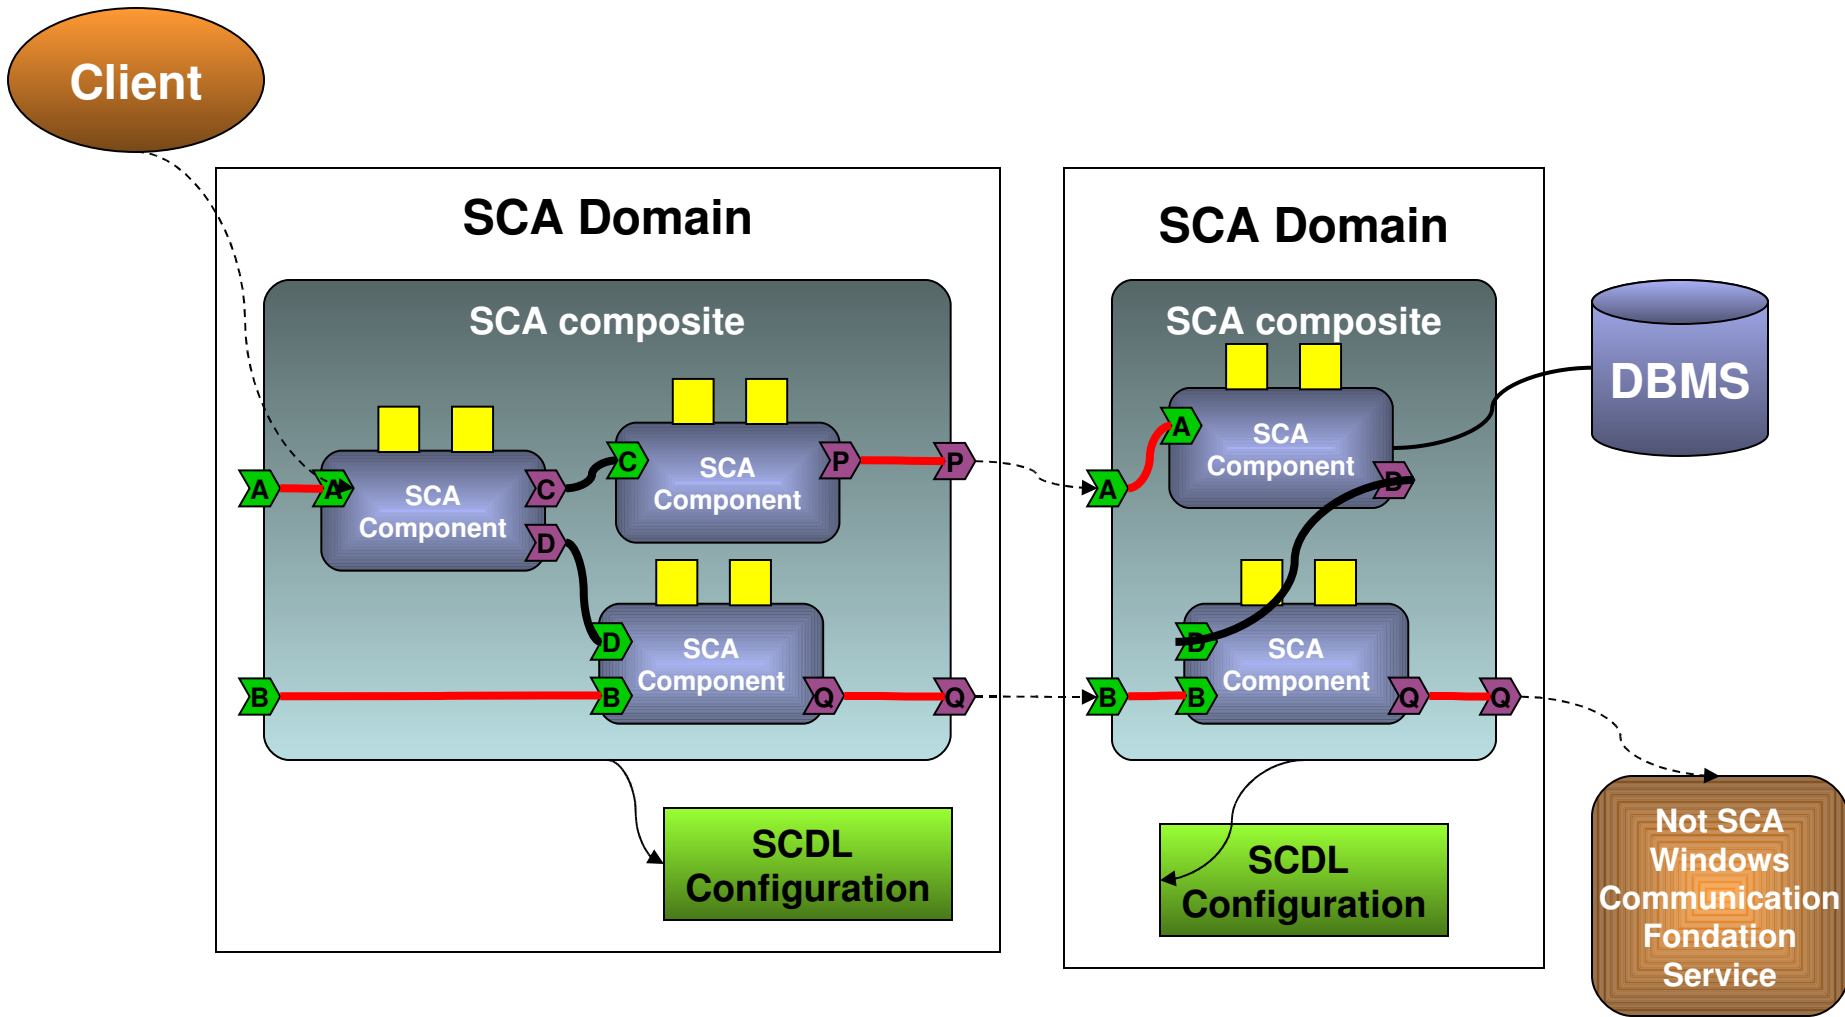 Client
SCA Domain
SCA composite
A
A
SCA
Component
C
D
C
SCA
Component
P
P
D
B
B
SCA
Component
Q
Q
SCDL
Configuration
SCA Domain
SCA composite
A
A
SCA
Component
D
D
B
B
SCA
Component
Q
Q
SCDL
Configuration
DBMS
Not SCA
Windows
Communication
Fondation
Service